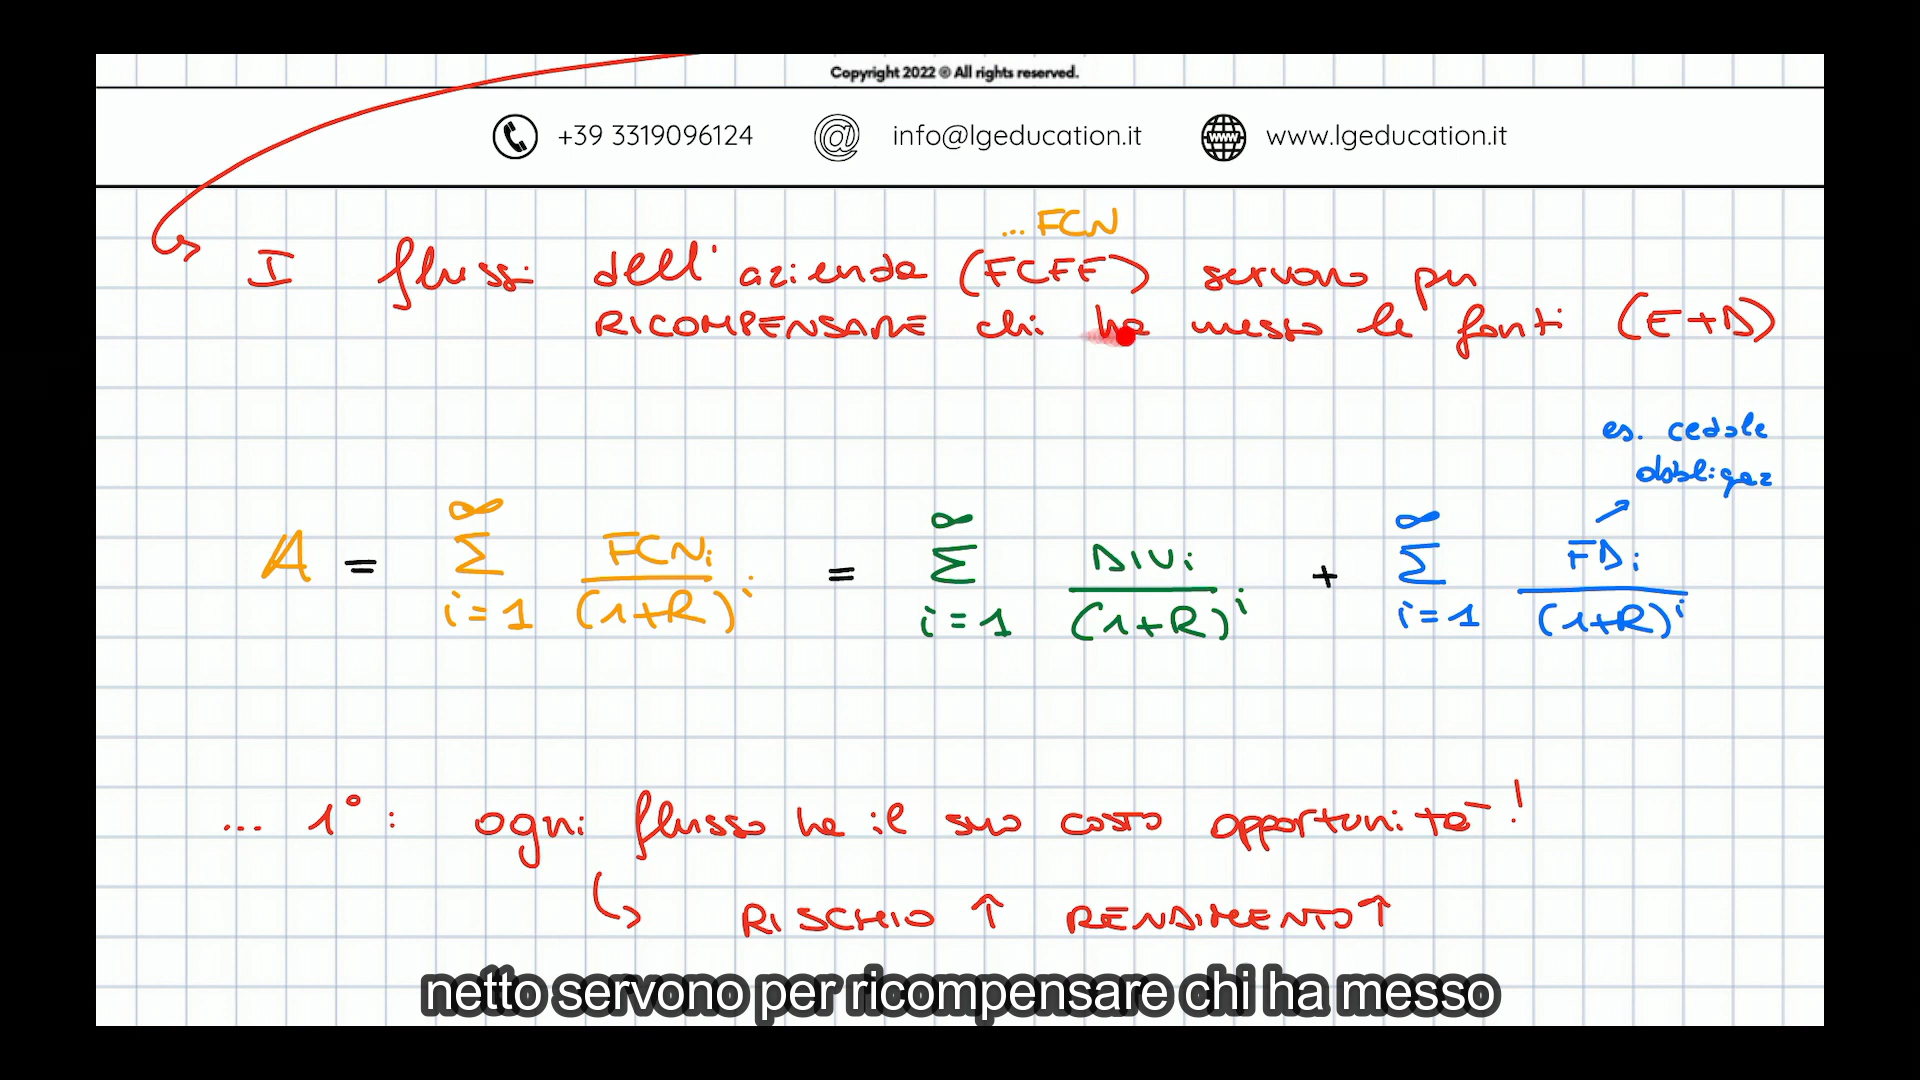 Copyright 2022 © All rights reserved.
+39 3319096124 @ info@lgeducation.it www www.lgeducation.it
... FCN
I flussi dell'azienda (FCFF) servono per
RICOMPENSARE chi ha messo le fonti (E+D)
es. cedole
obbligaz
A = ∞ Σ i=1 FCNi / (1+R)^i = ∞ Σ i=1 DIVi / (1+R)^i + ∞ Σ i=1 FDi / (1+R)^i
... 1°: ogni flusso ha il suo costo opportunità!
RISCHIO ↑ RENDIMENTO ↑
netto servono per ricompensare chi ha messo